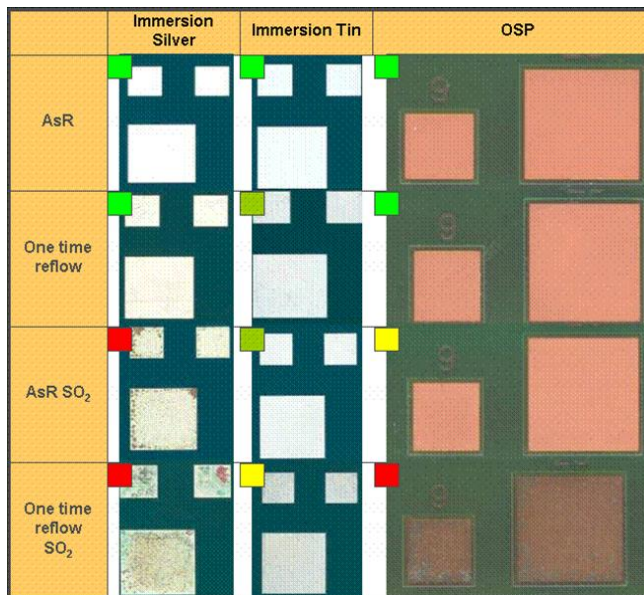 Immersion
Silver
Immersion Tin
OSP
AsR
9
One time
reflow
9
AsR SO₂
9
One time
reflow
SO₂
9